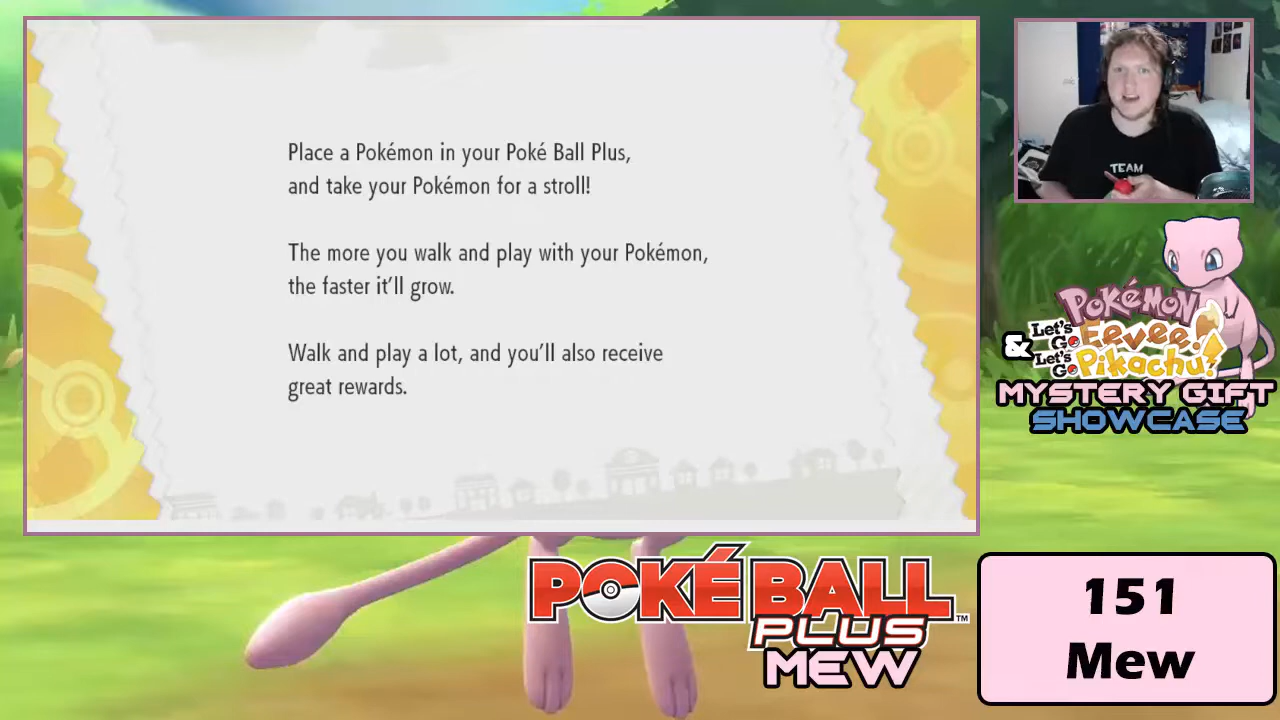 Place a Pokémon in your Poké Ball Plus,
and take your Pokémon for a stroll!
The more you walk and play with your Pokémon,
the faster it'll grow.
Walk and play a lot, and you'll also receive
great rewards.
TEAM
POKÉMON
Let's Go Eevee!
& Let's Go Pikachu!
MYSTERY GIFT
SHOWCASE
POKÉ BALL™
PLUS
MEW
151
Mew